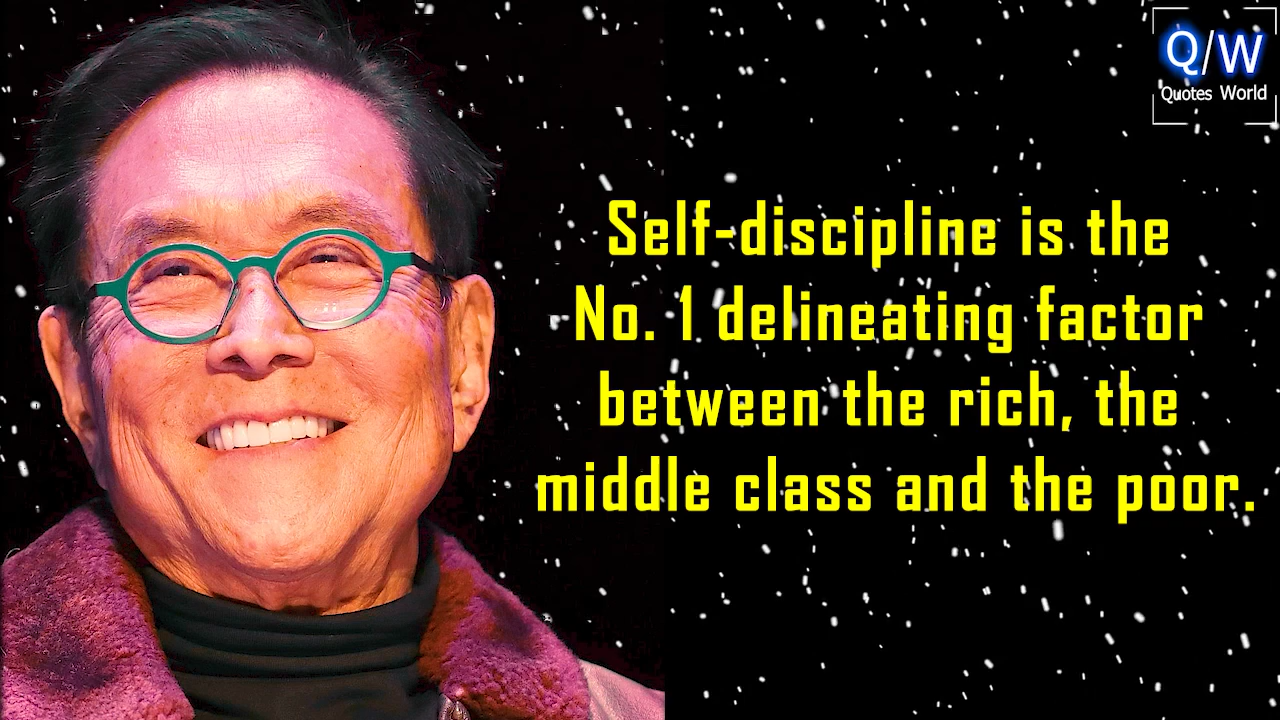 Q/W
Quotes World
Self-discipline is the
No. 1 delineating factor
between the rich, the
middle class and the poor.